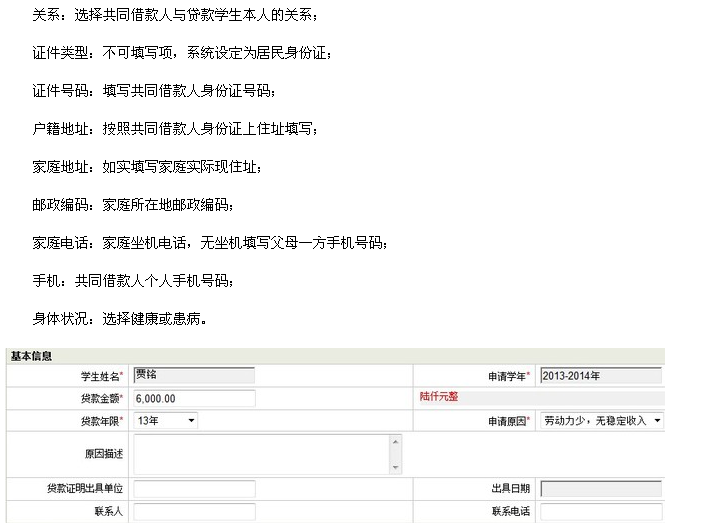 关系：选择共同借款人与贷款学生本人的关系；
证件类型：不可填写项，系统设定为居民身份证；
证件号码：填写共同借款人身份证号码；
户籍地址：按照共同借款人身份证上住址填写；
家庭地址：如实填写家庭实际现住址；
邮政编码：家庭所在地邮政编码；
家庭电话：家庭坐机电话，无坐机填写父母一方手机号码；
手机：共同借款人个人手机号码；
身体状况：选择健康或患病。
基本信息
学生姓名* 贾铭 申请学年* 2013-2014年
贷款金额* 6,000.00 陆仟元整
贷款年限* 13年 申请原因* 劳动力少，无稳定收入
原因描述
贷款证明出具单位 出具日期
联系人 联系电话